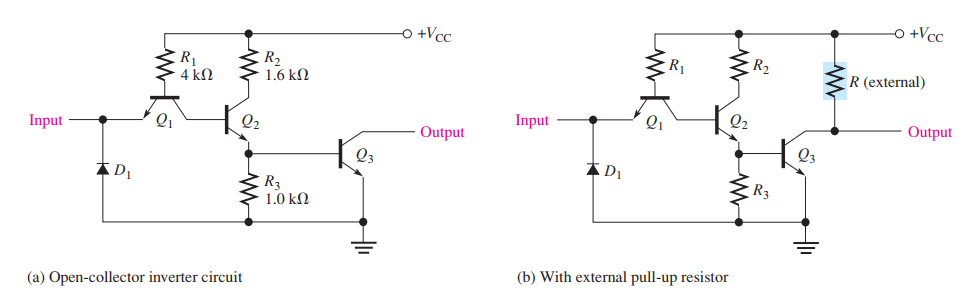 +VCC
R1
4 kΩ
R2
1.6 kΩ
Input
Q1
Q2
Output
Q3
D1
R3
1.0 kΩ
(a) Open-collector inverter circuit
+VCC
R1
R2
R (external)
Input
Q1
Q2
Output
Q3
D1
R3
(b) With external pull-up resistor